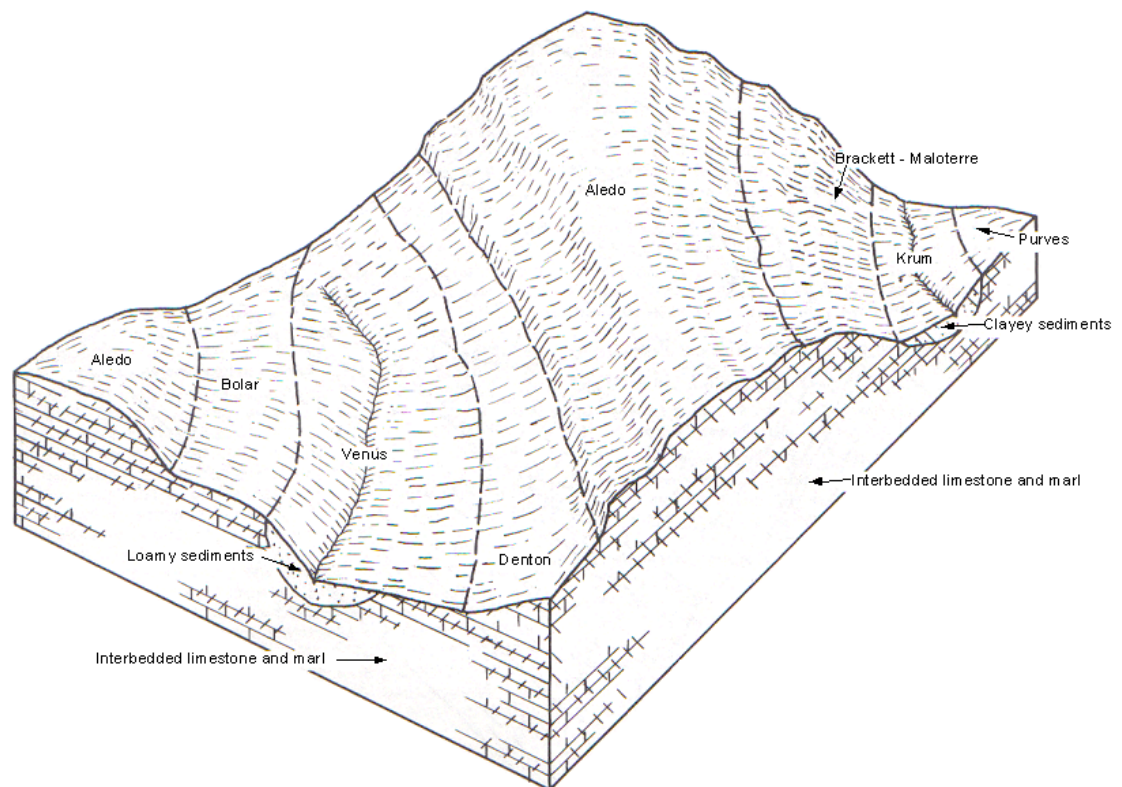 Brackett - Maloterre
Aledo
Purves
Krum
Clayey sediments
Aledo
Bolar
Venus
Interbedded limestone and marl
Loamy sediments
Denton
Interbedded limestone and marl